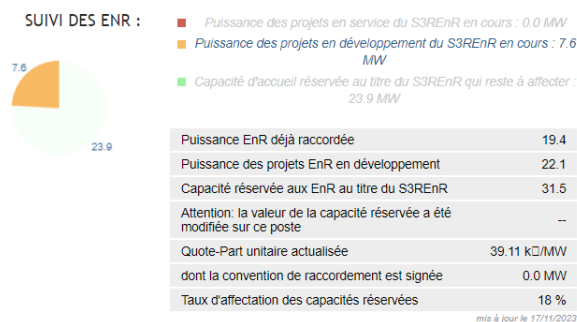 SUIVI DES ENR :
Puissance des projets en service du S3REnR en cours : 0.0 MW
Puissance des projets en développement du S3REnR en cours : 7.6
MW
Capacité d'accueil réservée au titre du S3REnR qui reste à affecter :
23.9 MW
7.6
23.9
Puissance EnR déjà raccordée 19.4
Puissance des projets EnR en développement 22.1
Capacité réservée aux EnR au titre du S3REnR 31.5
Attention: la valeur de la capacité réservée a été
modifiée sur ce poste --
Quote-Part unitaire actualisée 39.11 k□/MW
dont la convention de raccordement est signée 0.0 MW
Taux d'affectation des capacités réservées 18 %
mis à jour le 17/11/2023